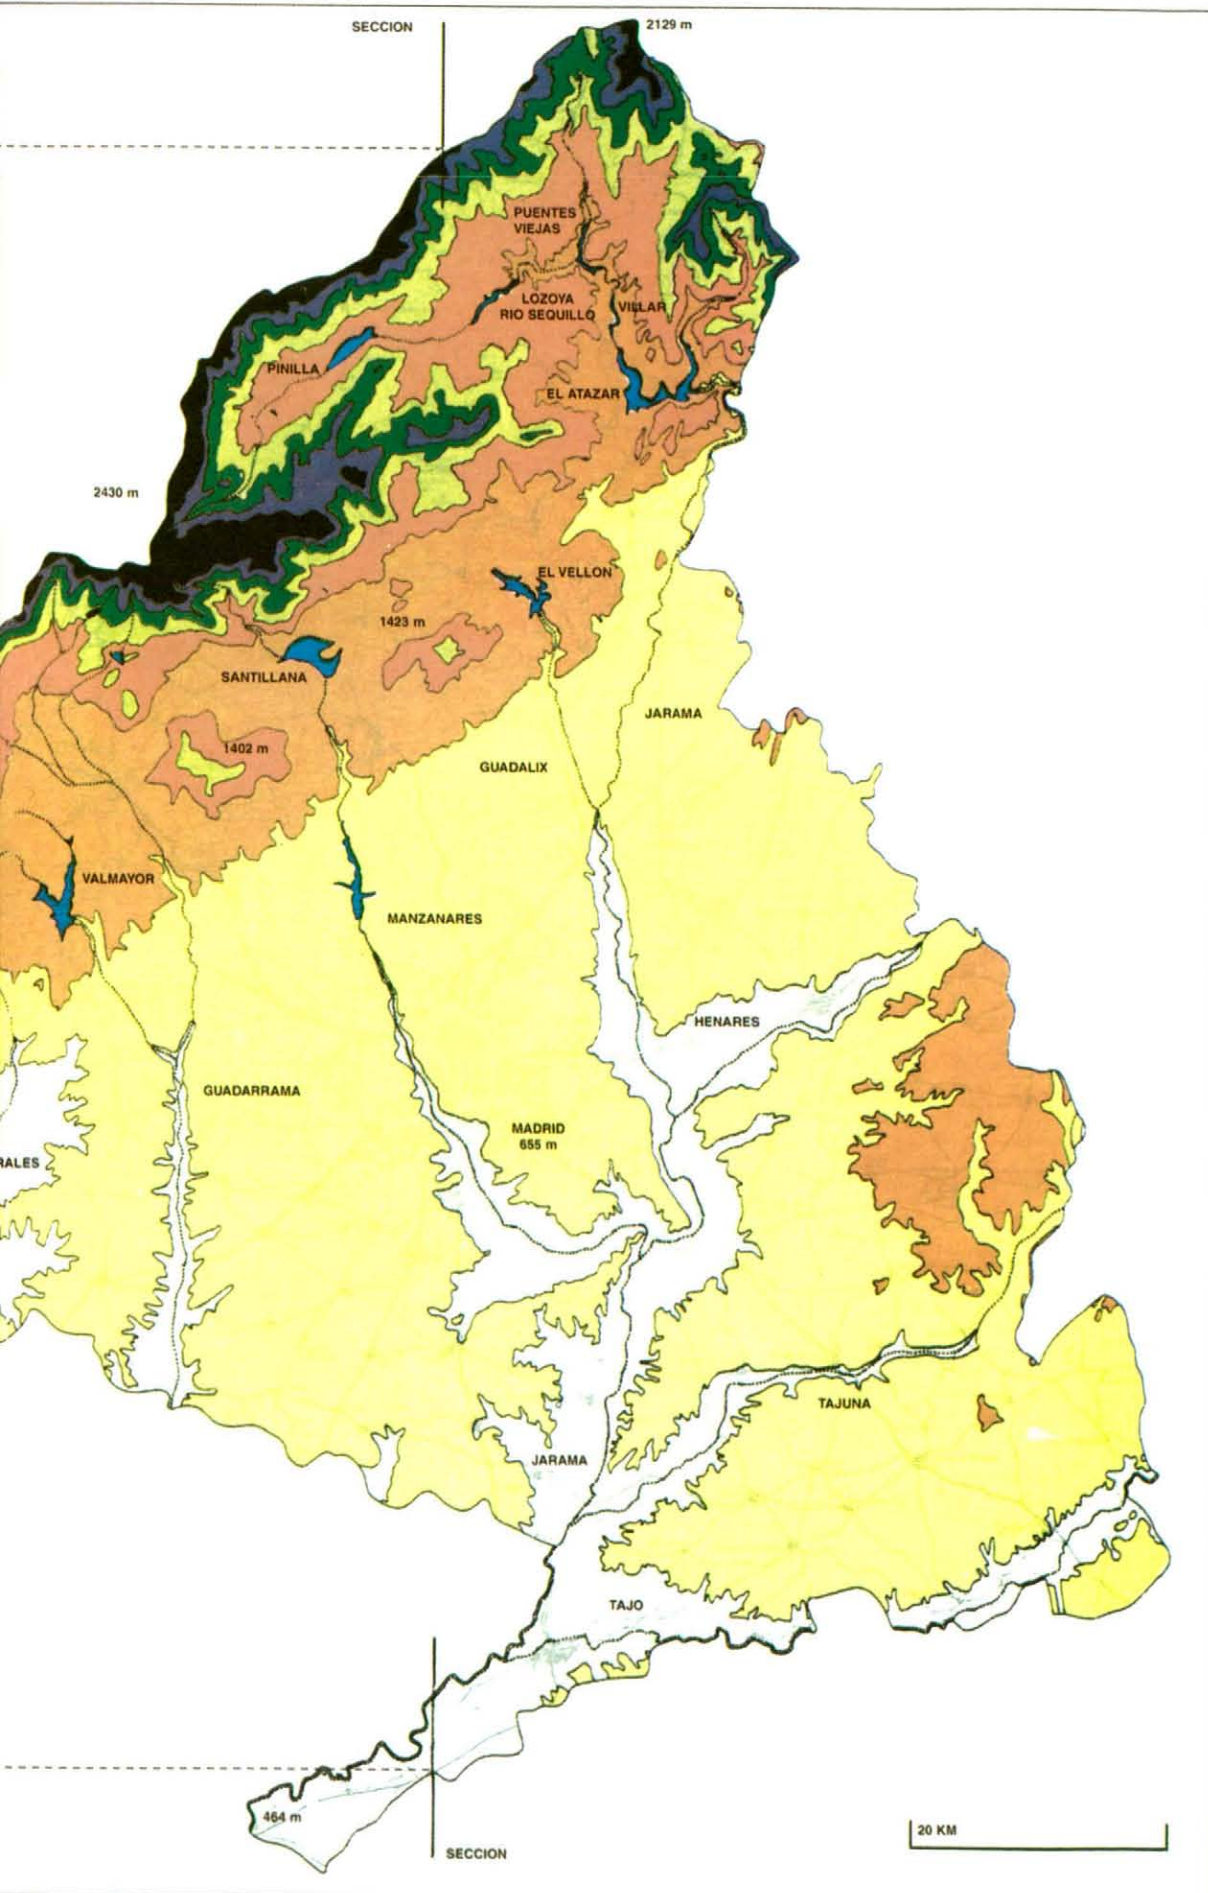 SECCION
2129 m
PUENTES
VIEJAS
LOZOYA
RIO SEQUILLO
VILLAR
PINILLA
EL ATAZAR
2430 m
EL VELLON
1423 m
SANTILLANA
JARAMA
1402 m
GUADALIX
VALMAYOR
MANZANARES
HENARES
GUADARRAMA
MADRID
655 m
RALES
TAJUNA
JARAMA
TAJO
464 m
20 KM
SECCION